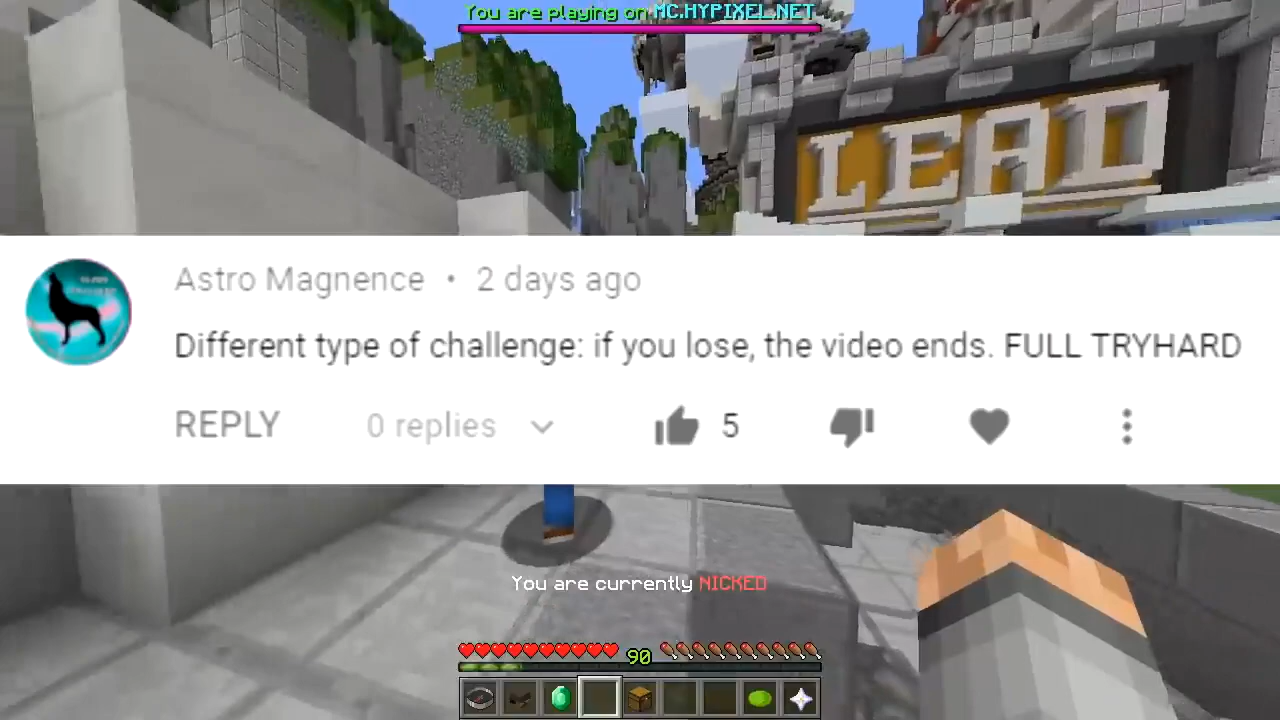 You are playing on MC.HYPIXEL.NET
LEAD
Astro Magnence • 2 days ago
Different type of challenge: if you lose, the video ends. FULL TRYHARD
REPLY 0 replies 5
You are currently NICKED
90